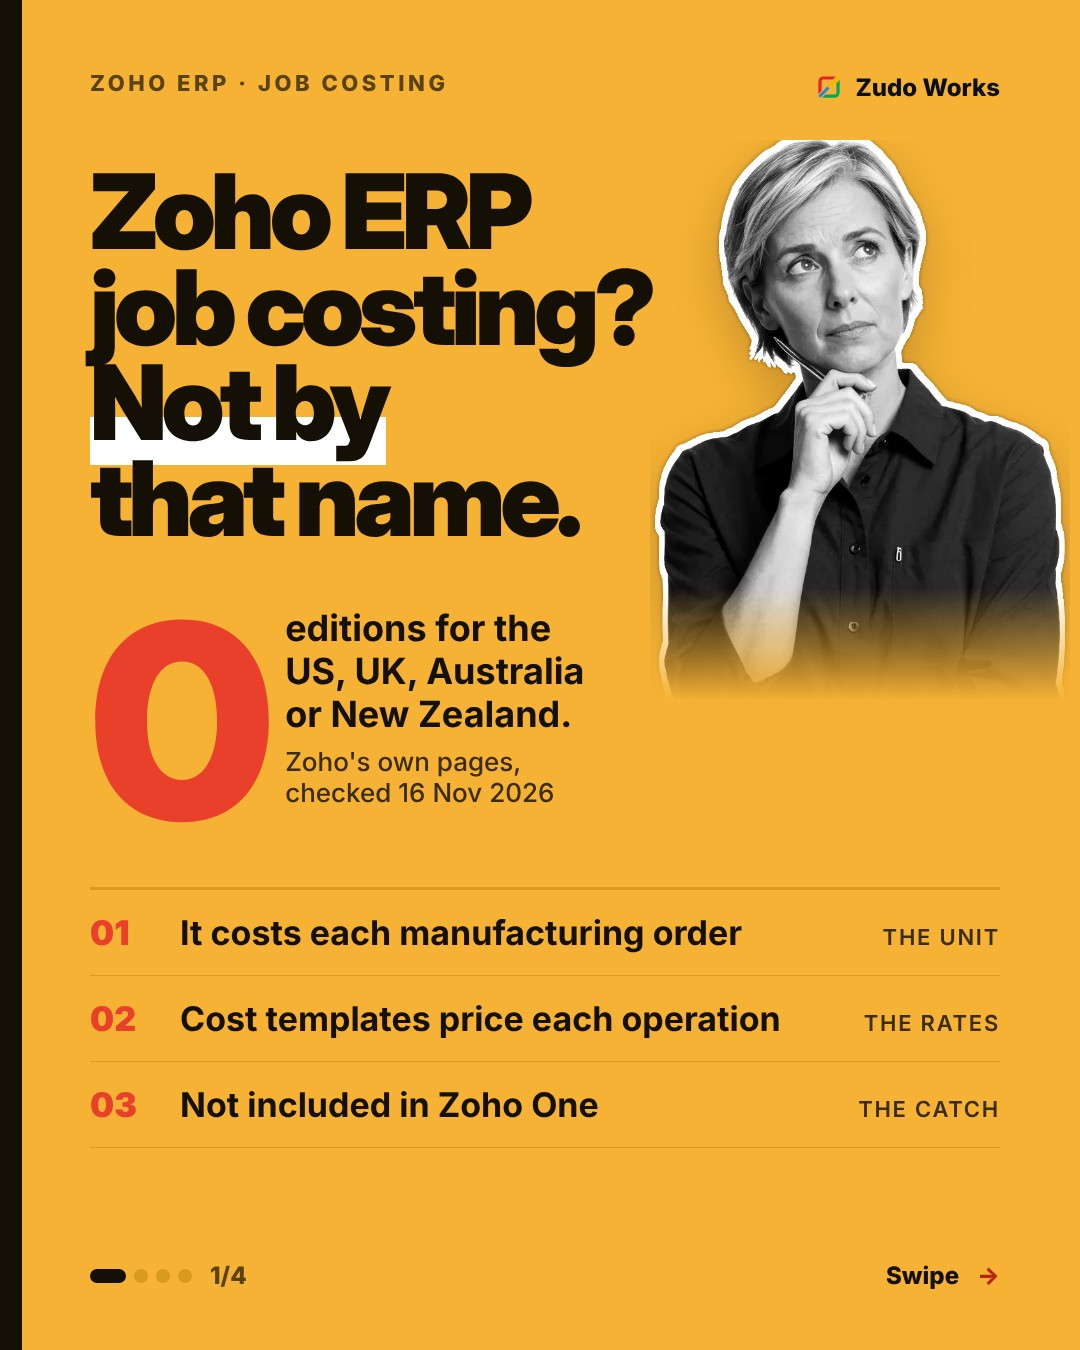 ZOHO ERP · JOB COSTING
Zudo Works
Zoho ERP
job costing?
Not by
that name.
0
editions for the
US, UK, Australia
or New Zealand.
Zoho's own pages,
checked 16 Nov 2026
01 It costs each manufacturing order THE UNIT
02 Cost templates price each operation THE RATES
03 Not included in Zoho One THE CATCH
1/4
Swipe →